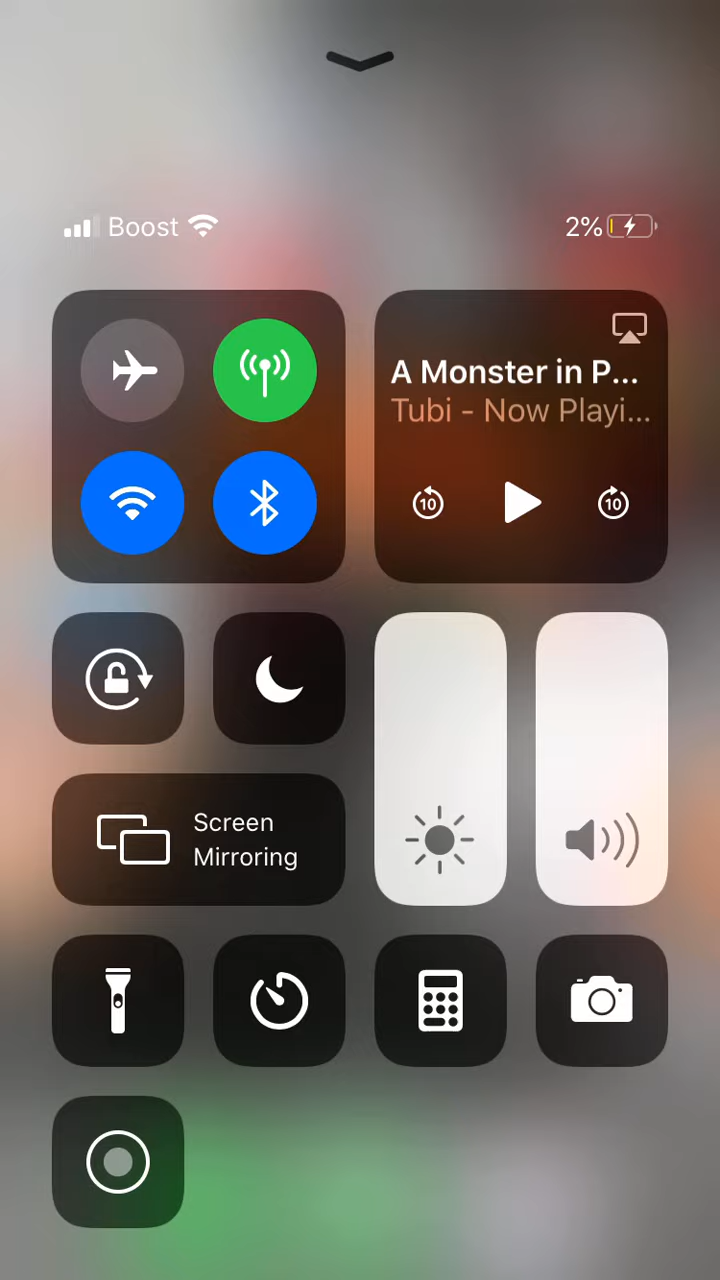 Boost
2%
A Monster in P...
Tubi - Now Playi...
10
10
Screen
Mirroring